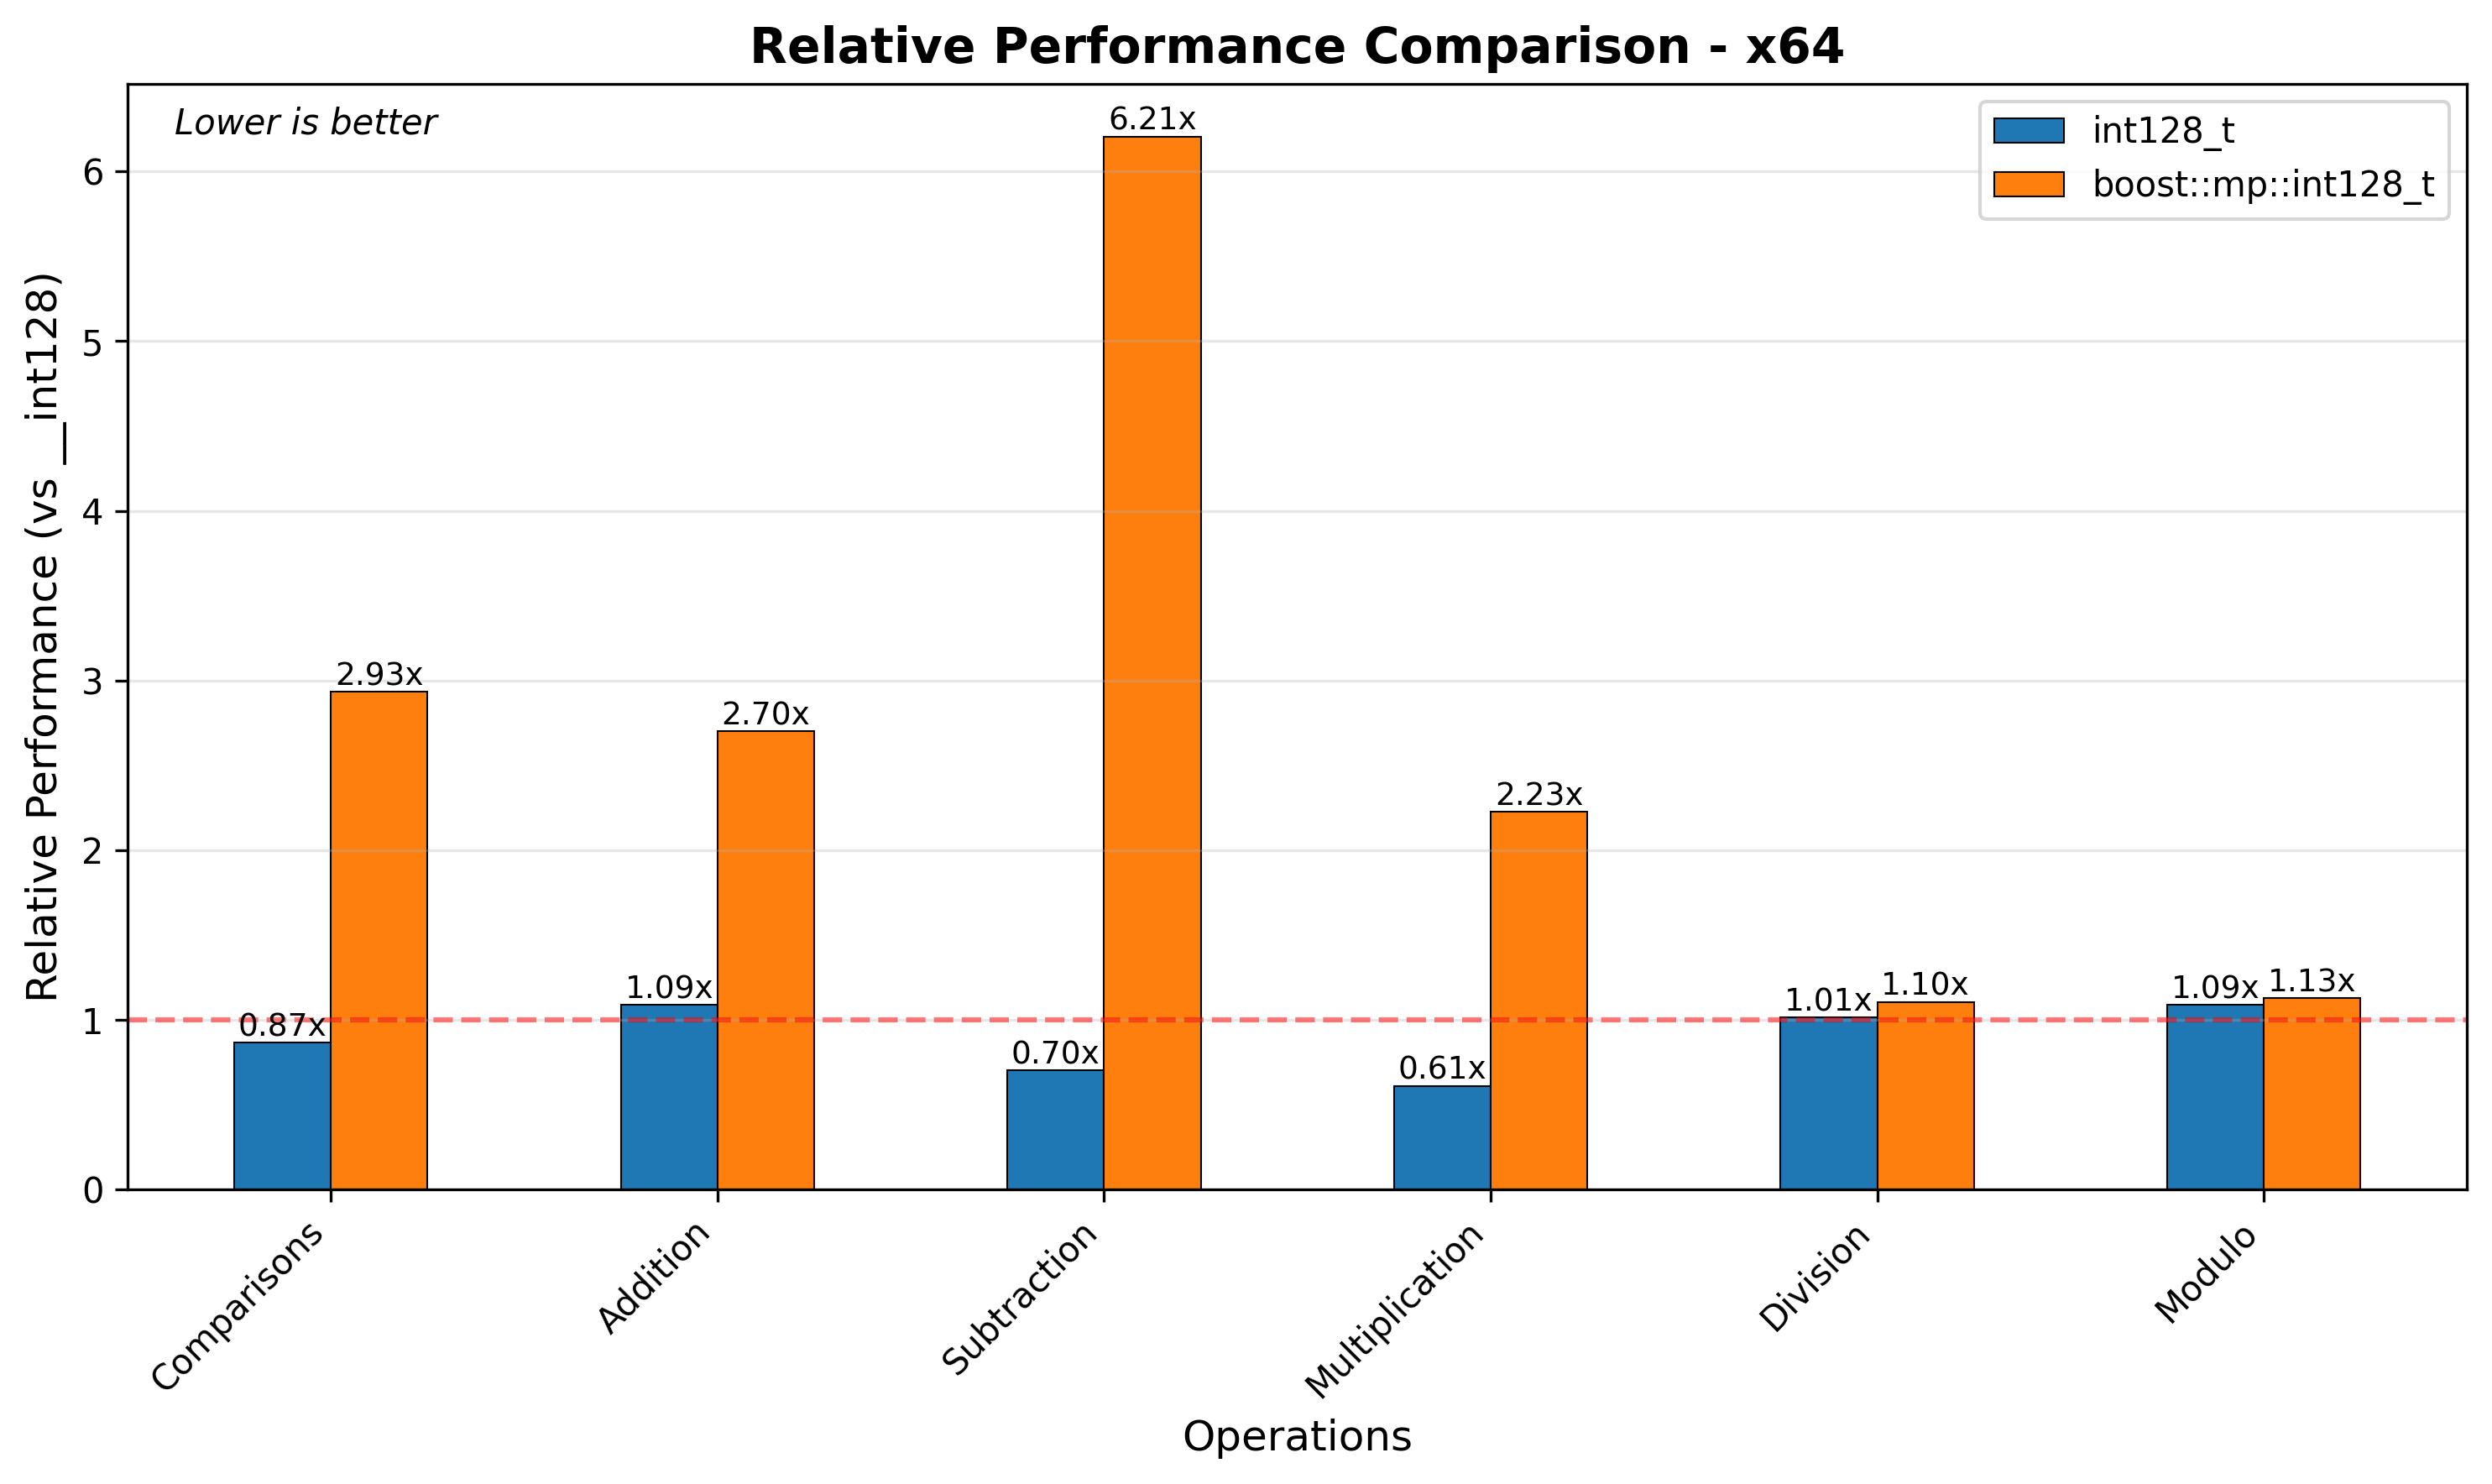 Relative Performance Comparison - x64
Lower is better
int128_t
boost::mp::int128_t
Relative Performance (vs __int128)
6
5
4
3
2
1
0
0.87x
2.93x
1.09x
2.70x
0.70x
6.21x
0.61x
2.23x
1.01x
1.10x
1.09x
1.13x
Comparisons
Addition
Subtraction
Multiplication
Division
Modulo
Operations